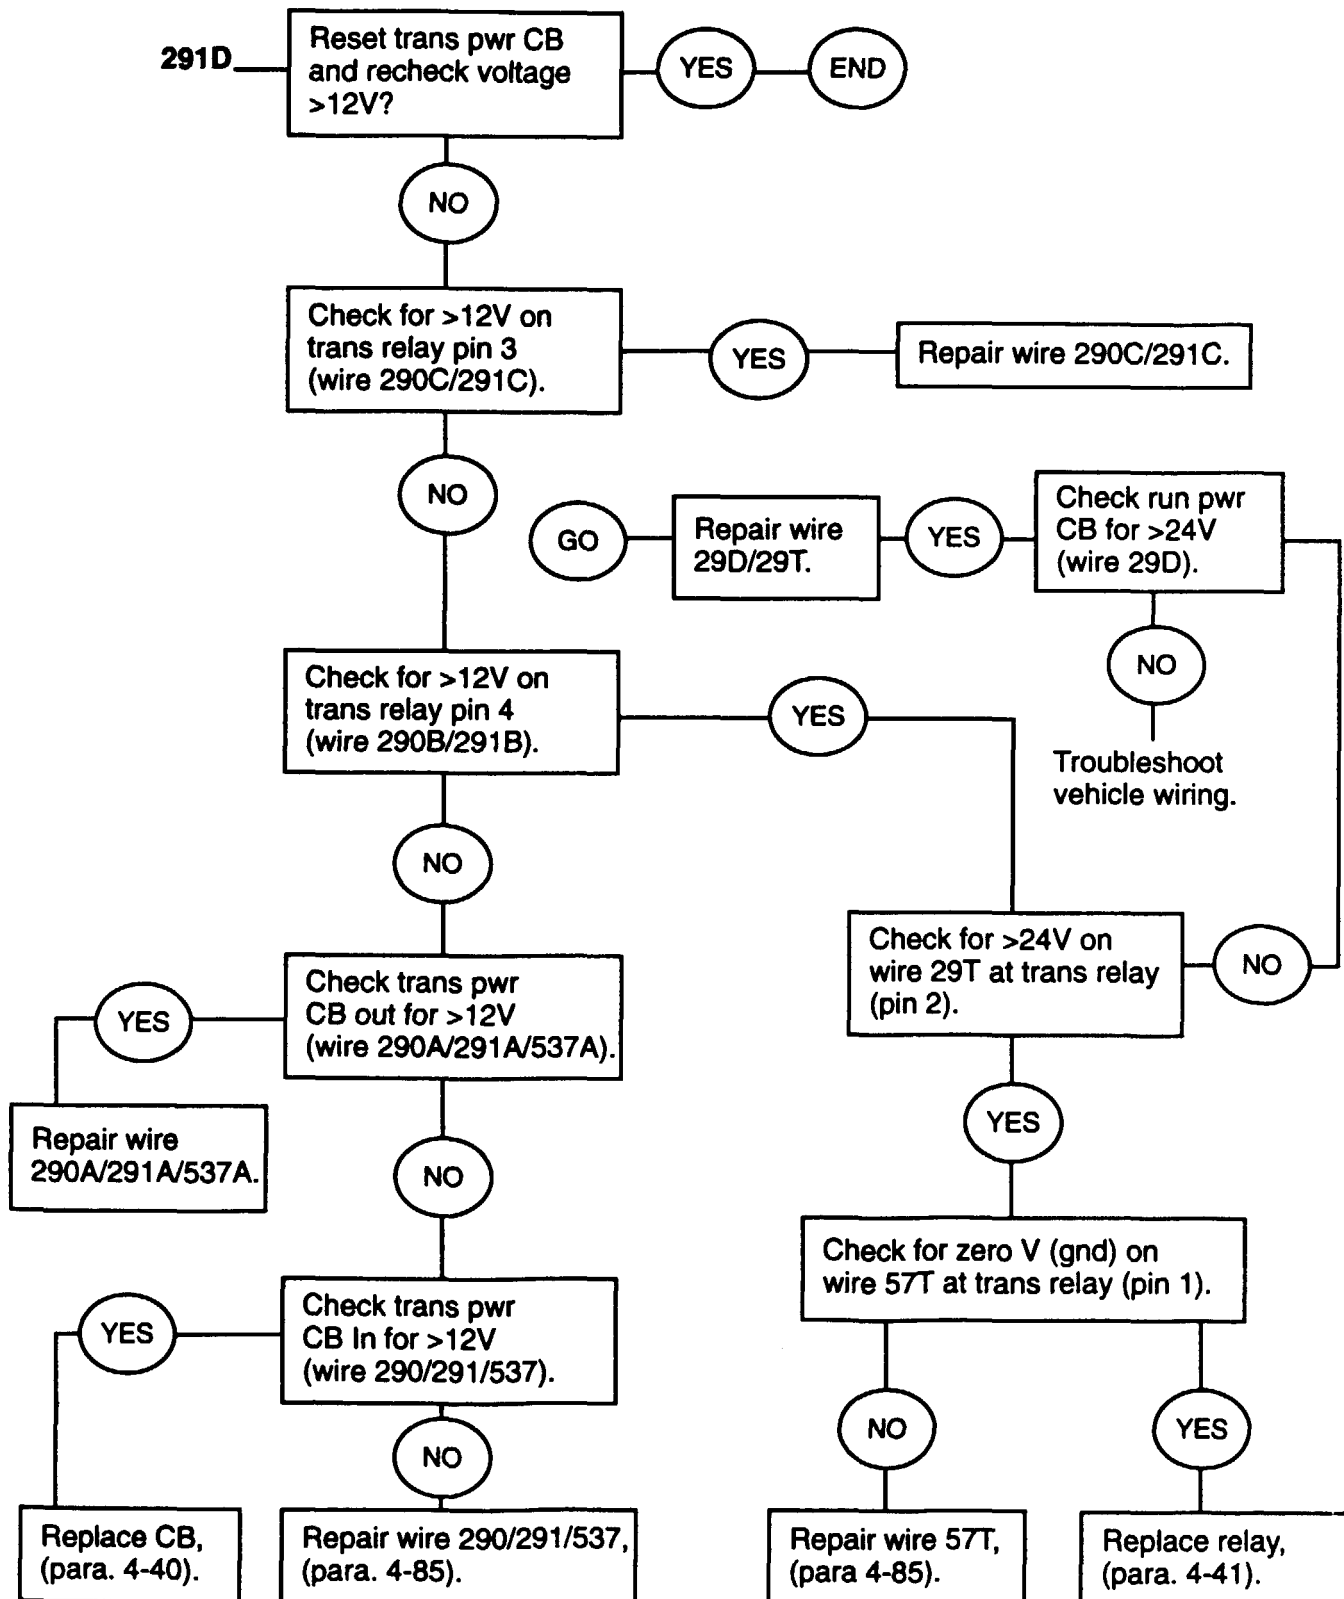 291D
Reset trans pwr CB
and recheck voltage
>12V?
YES
END
NO
Check for >12V on
trans relay pin 3
(wire 290C/291C).
YES
Repair wire 290C/291C.
NO
GO
Repair wire
29D/29T.
YES
Check run pwr
CB for >24V
(wire 29D).
NO
Troubleshoot
vehicle wiring.
Check for >12V on
trans relay pin 4
(wire 290B/291B).
YES
NO
Check for >24V on
wire 29T at trans relay
(pin 2).
NO
YES
Check trans pwr
CB out for >12V
(wire 290A/291A/537A).
YES
Repair wire
290A/291A/537A.
NO
Check for zero V (gnd) on
wire 57T at trans relay (pin 1).
Check trans pwr
CB In for >12V
(wire 290/291/537).
YES
NO
NO
YES
Replace CB,
(para. 4-40).
Repair wire 290/291/537,
(para. 4-85).
Repair wire 57T,
(para 4-85).
Replace relay,
(para. 4-41).